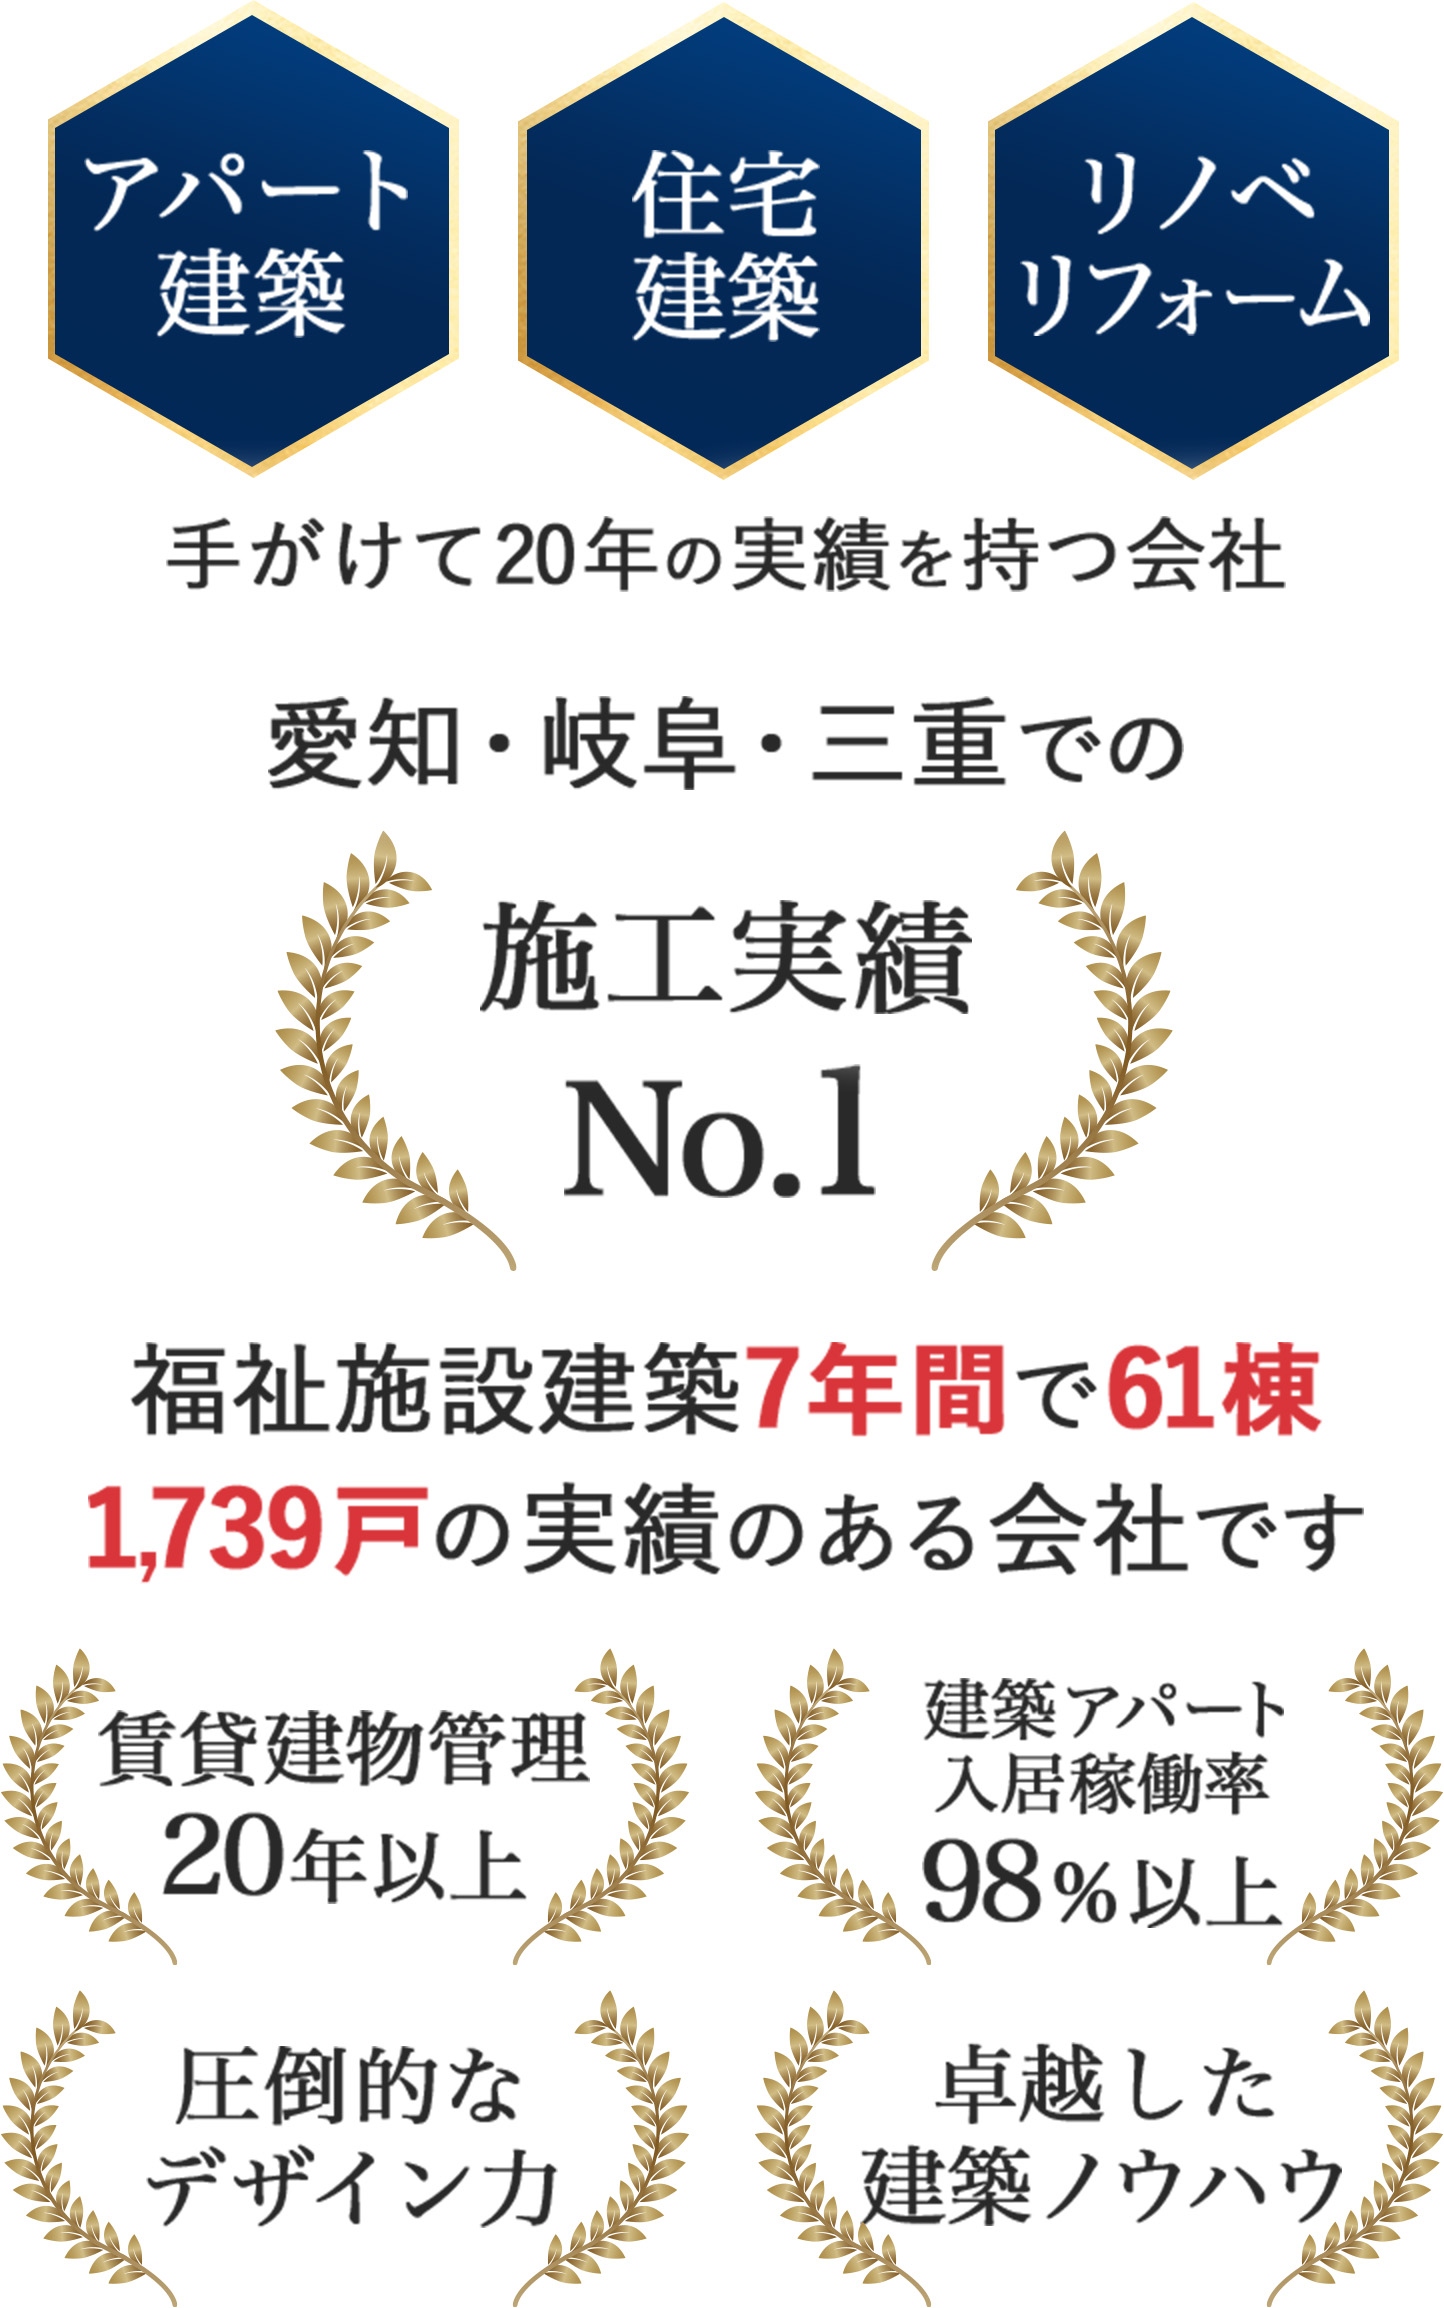 アパート
建築
住宅
建築
リノベ
リフォーム
手がけて20年の実績を持つ会社
愛知・岐阜・三重での
施工実績
No.1
福祉施設建築7年間で61棟
1,739戸の実績のある会社です
賃貸建物管理
20年以上
建築アパート
入居稼働率
98%以上
圧倒的な
デザイン力
卓越した
建築ノウハウ